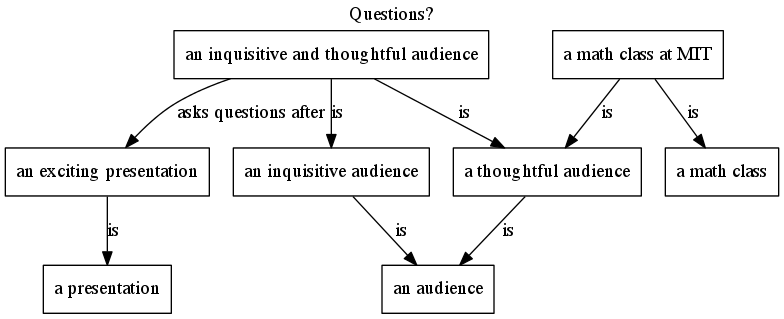 Questions?
an inquisitive and thoughtful audience
a math class at MIT
asks questions after
is
is
is
is
an exciting presentation
an inquisitive audience
a thoughtful audience
a math class
is
is
is
a presentation
an audience